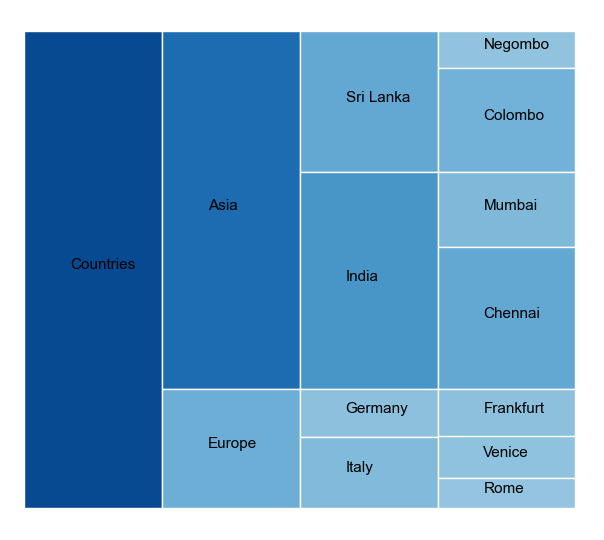 Countries
Asia
Europe
Sri Lanka
India
Germany
Italy
Negombo
Colombo
Mumbai
Chennai
Frankfurt
Venice
Rome